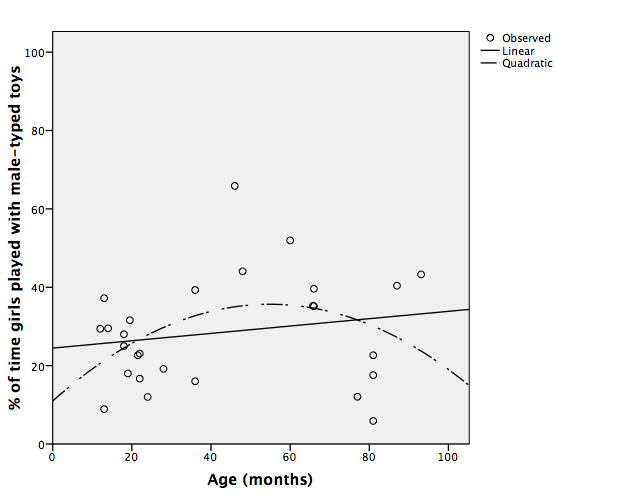 % of time girls played with male-typed toys
100
80
60
40
20
0
0 20 40 60 80 100
Age (months)
Observed
Linear
Quadratic